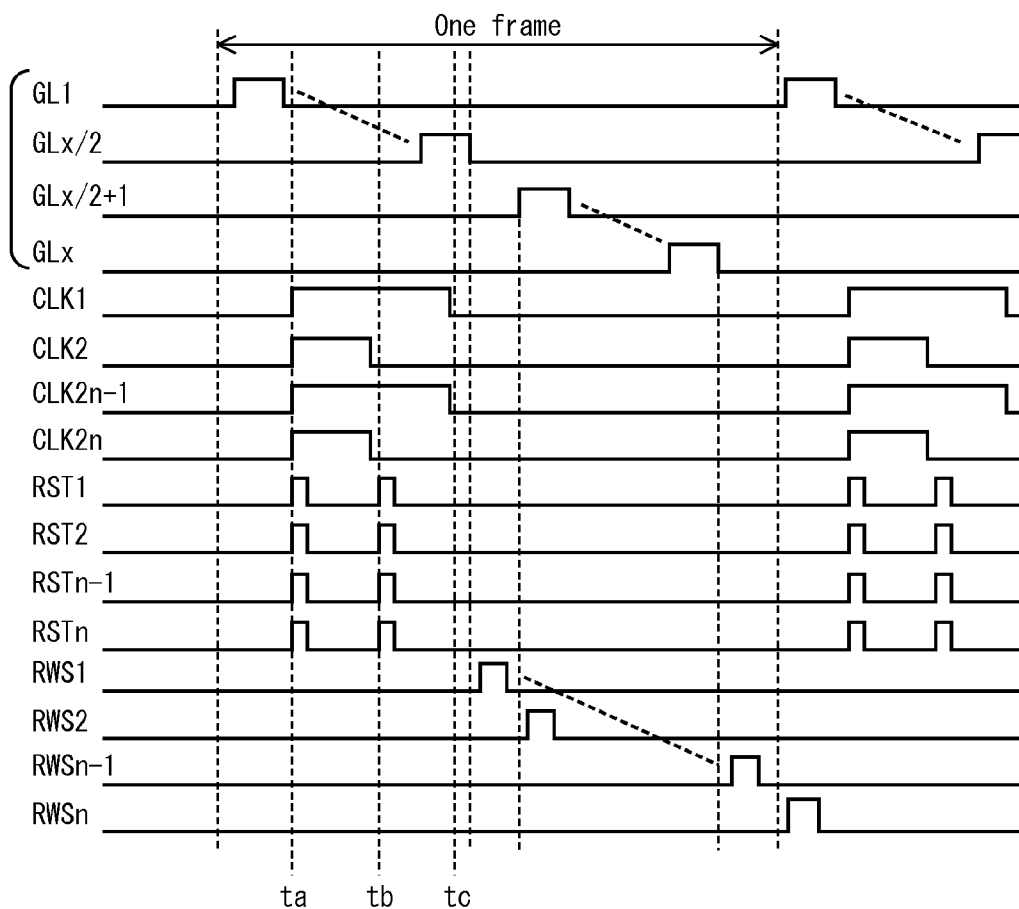 One frame
GL1
GLx/2
GLx/2+1
GLx
CLK1
CLK2
CLK2n-1
CLK2n
RST1
RST2
RSTn-1
RSTn
RWS1
RWS2
RWSn-1
RWSn
ta tb tc